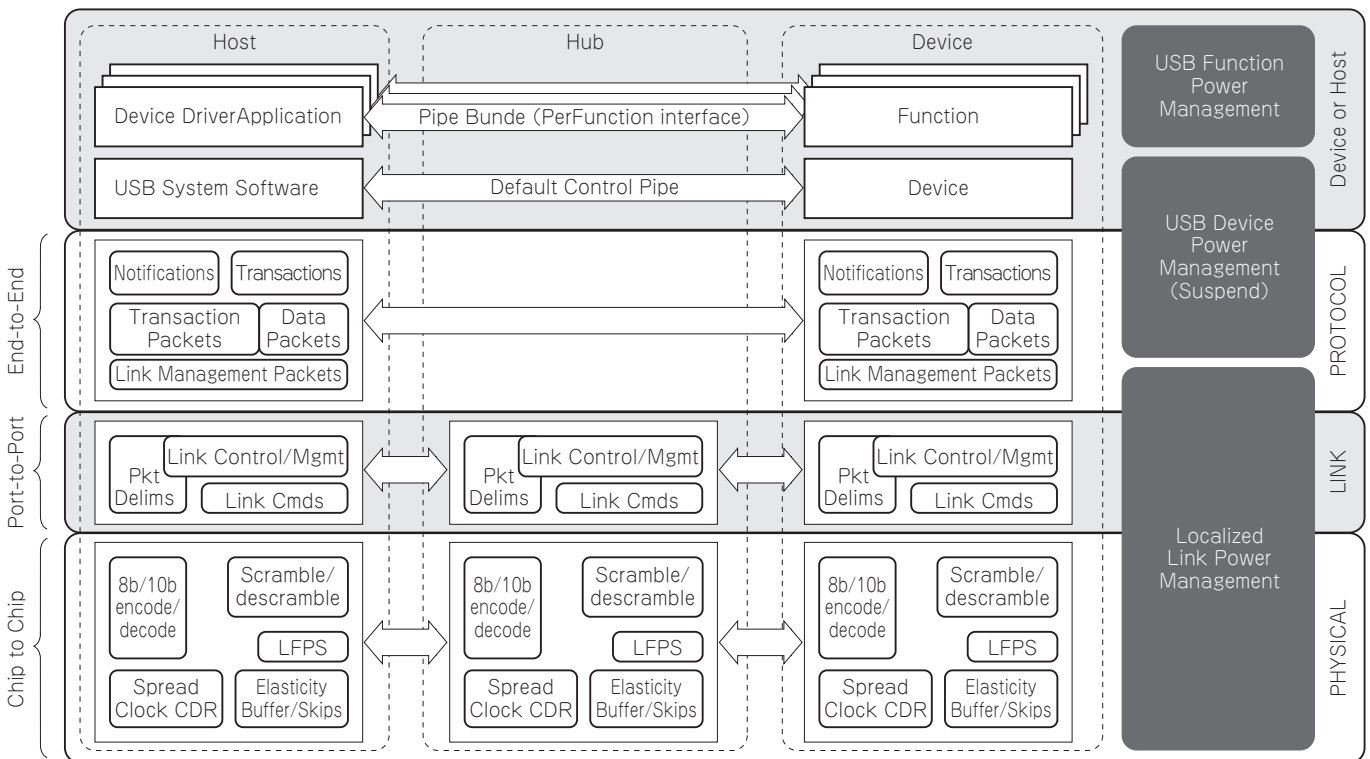 Host
Hub
Device
Device DriverApplication
Pipe Bunde (PerFunction interface)
Function
USB System Software
Default Control Pipe
Device
USB Function
Power
Management
Device or Host
End-to-End
Notifications
Transactions
Transaction
Packets
Data
Packets
Link Management Packets
Notifications
Transactions
Transaction
Packets
Data
Packets
Link Management Packets
USB Device
Power
Management
(Suspend)
PROTOCOL
Port-to-Port
Pkt
Delims
Link Control/Mgmt
Link Cmds
Pkt
Delims
Link Control/Mgmt
Link Cmds
Pkt
Delims
Link Control/Mgmt
Link Cmds
LINK
Chip to Chip
8b/10b
encode/
decode
Scramble/
descramble
LFPS
Spread
Clock CDR
Elasticity
Buffer/Skips
8b/10b
encode/
decode
Scramble/
descramble
LFPS
Spread
Clock CDR
Elasticity
Buffer/Skips
8b/10b
encode/
decode
Scramble/
descramble
LFPS
Spread
Clock CDR
Elasticity
Buffer/Skips
Localized
Link Power
Management
PHYSICAL